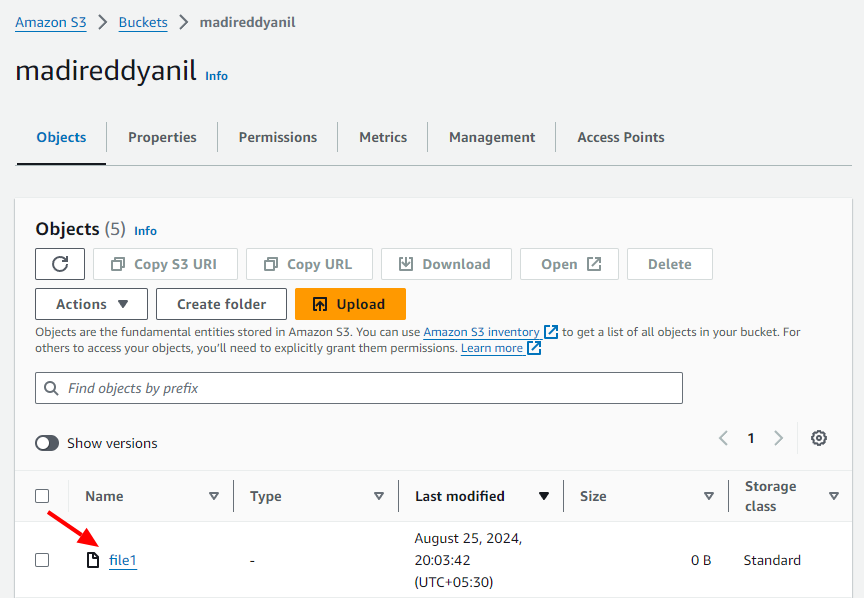 Amazon S3 > Buckets > madireddyanil
madireddyanil Info
Objects Properties Permissions Metrics Management Access Points
Objects (5) Info
Copy S3 URI Copy URL Download Open Delete
Actions Create folder Upload
Objects are the fundamental entities stored in Amazon S3. You can use Amazon S3 inventory to get a list of all objects in your bucket. For
others to access your objects, you'll need to explicitly grant them permissions. Learn more
Find objects by prefix
Show versions 1
Name Type Last modified Size Storage
class
file1 - August 25, 2024,
20:03:42
(UTC+05:30) 0 B Standard